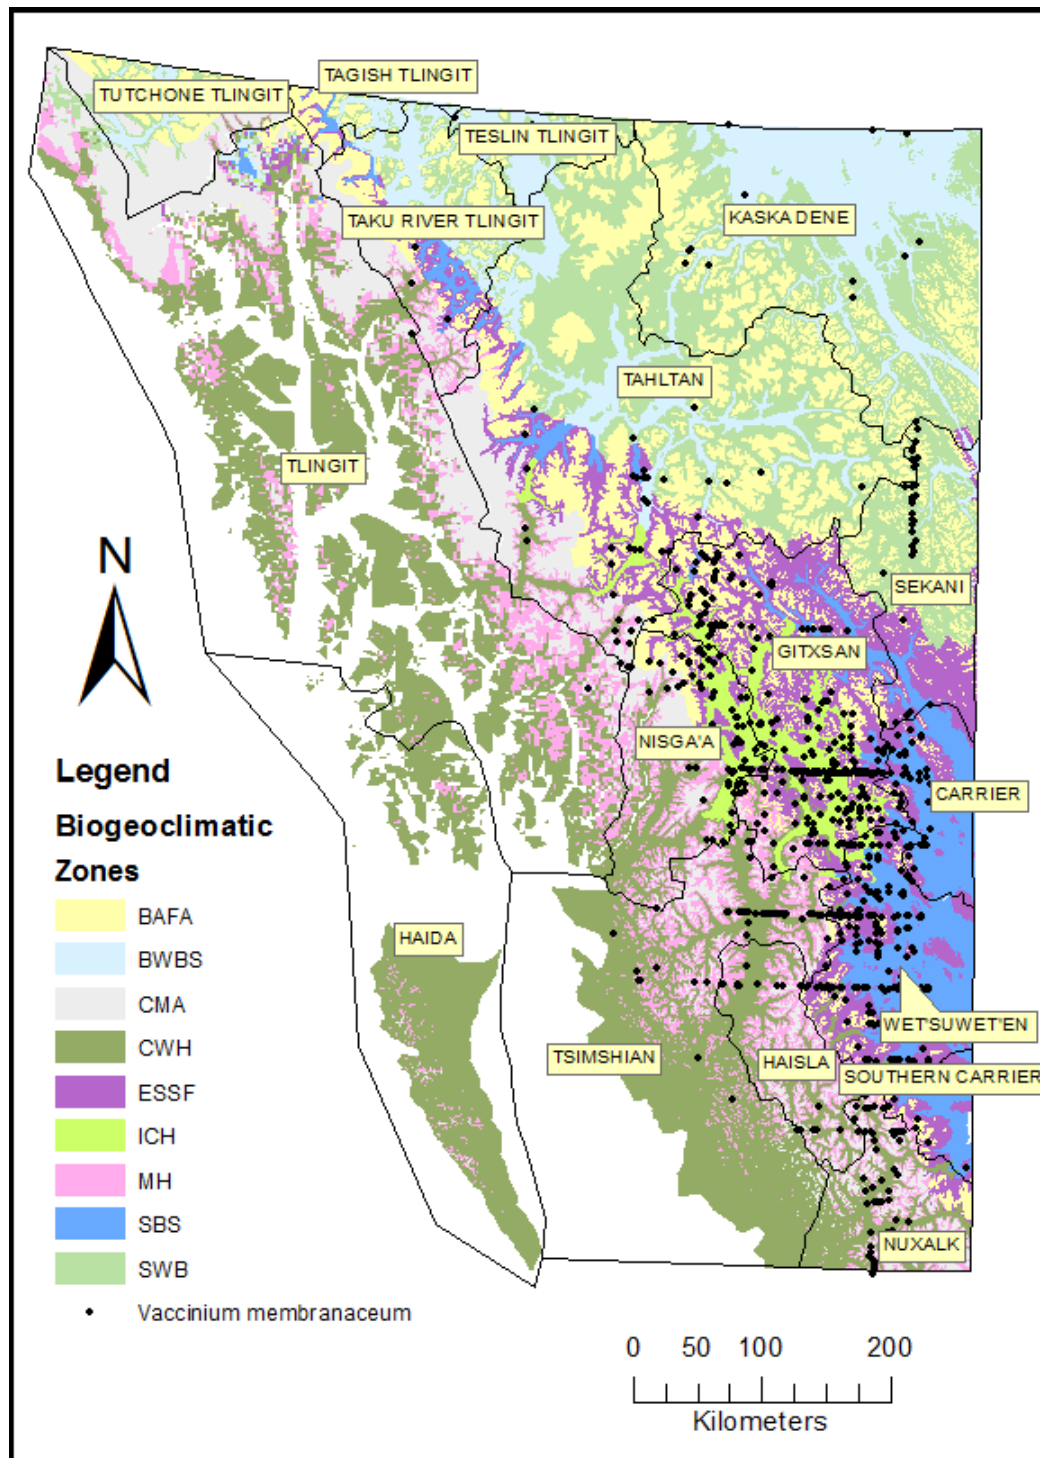 TAGISH TLINGIT
TUTCHONE TLINGIT
TESLIN TLINGIT
TAKU RIVER TLINGIT
KASKA DENE
TAHLTAN
TLINGIT
N
SEKANI
GITXSAN
NISGA'A
CARRIER
HAIDA
WET'SUWET'EN
TSIMSHIAN
HAISLA
SOUTHERN CARRIER
NUXALK
Legend
Biogeoclimatic
Zones
BAFA
BWBS
CMA
CWH
ESSF
ICH
MH
SBS
SWB
Vaccinium membranaceum
0 50 100 200
Kilometers